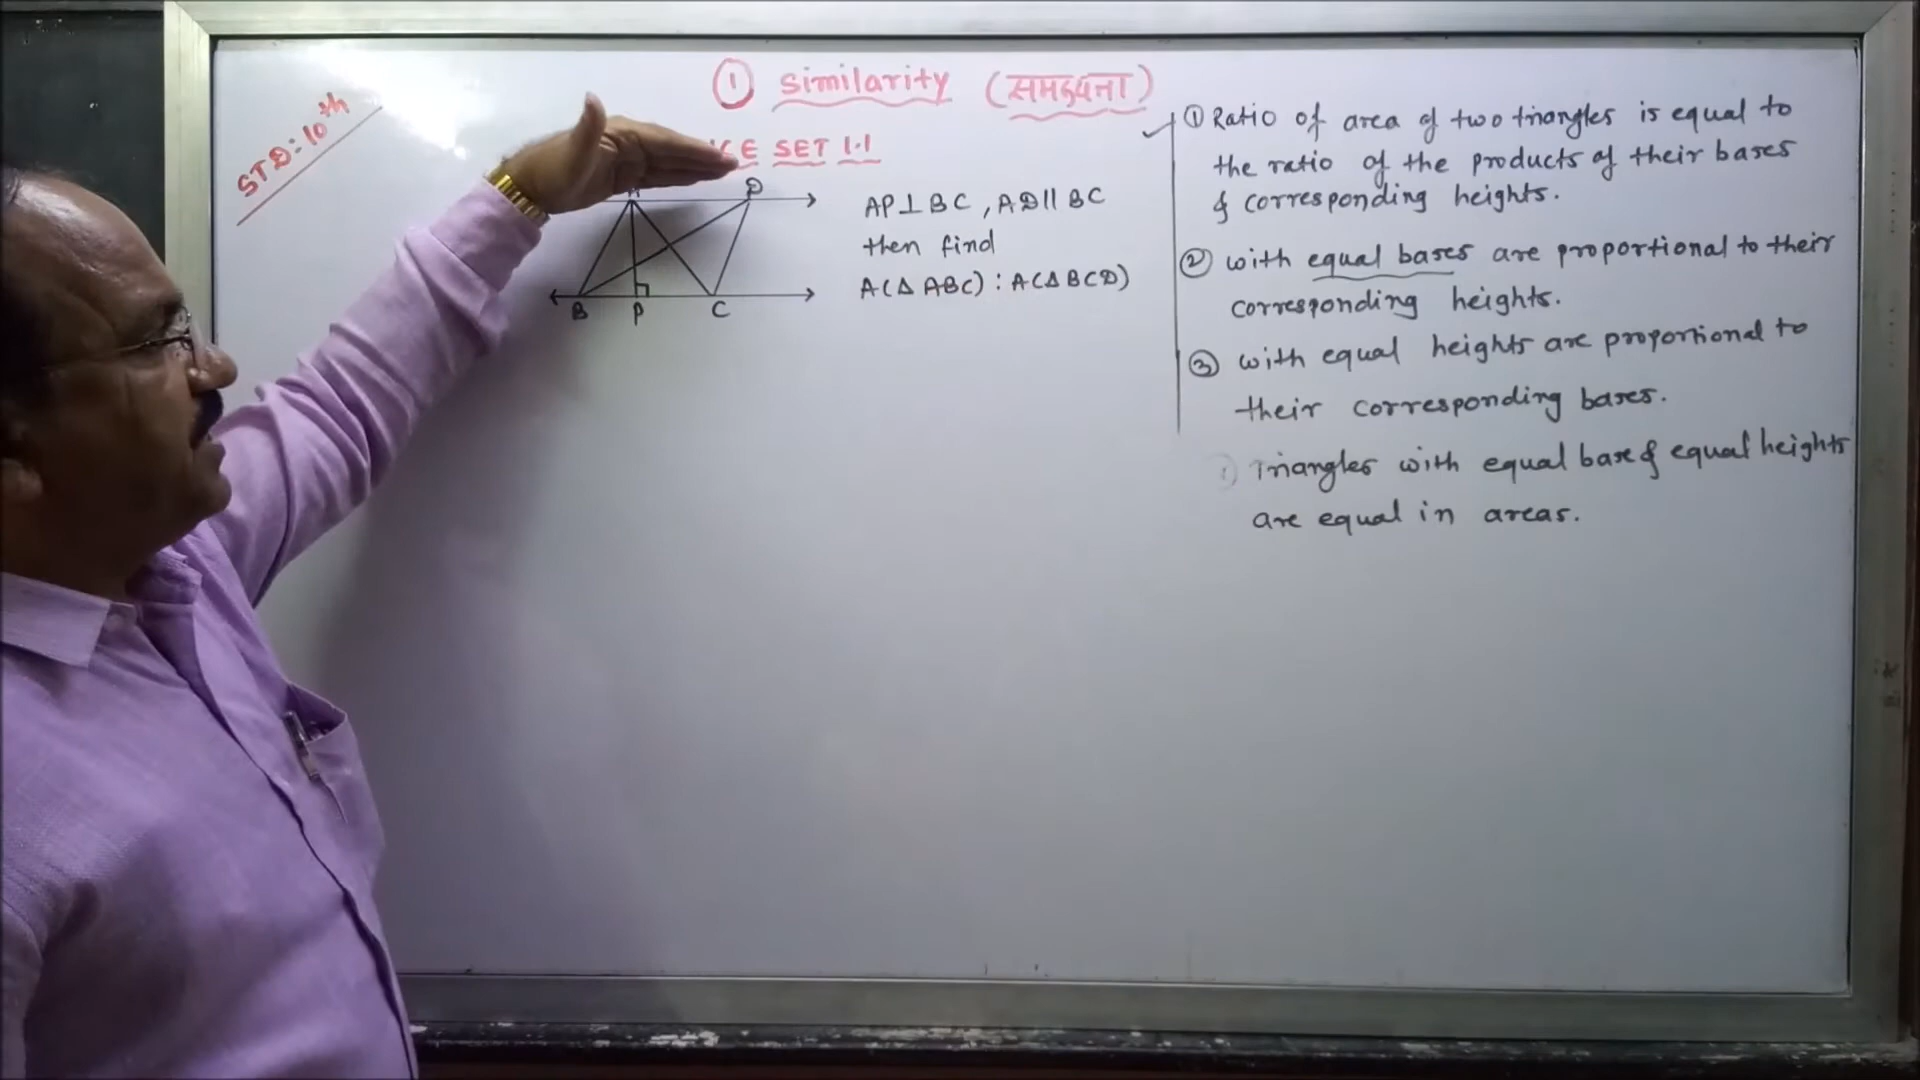 STD: 10th
① Similarity (समरूपता)
SET 1.1
D
AP⊥BC, AD∥BC
then find
A(△ABC) : A(△BCD)
B P C
① Ratio of area of two triangles is equal to
the ratio of the products of their bases
& corresponding heights.
② with equal bases are proportional to their
corresponding heights.
③ with equal heights are proportional to
their corresponding bases.
Triangles with equal base & equal heights
are equal in areas.